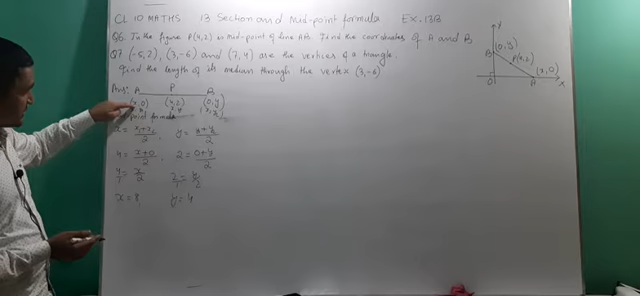 CL 10 MATHS 13 Section and Mid-point formula Ex. 13B
Q6. In the figure P(4,2) is mid-point of line AB. Find the coordinates of A and B.
Q7 (-5,2), (3,-6) and (7,4) are the vertices of a triangle.
Find the length of its median through the vertex (3,-6)
Ans: A P B
(x,0) (4,2) (0,y)
point formula
x = x₁+x₂/2, y = y₁+y₂/2
4 = x+0/2, 2 = 0+y/2
4/1 = x/2 2/1 = y/2
x=8, y=4
Y
B (0,y)
P(4,2)
(x,0)
O A X